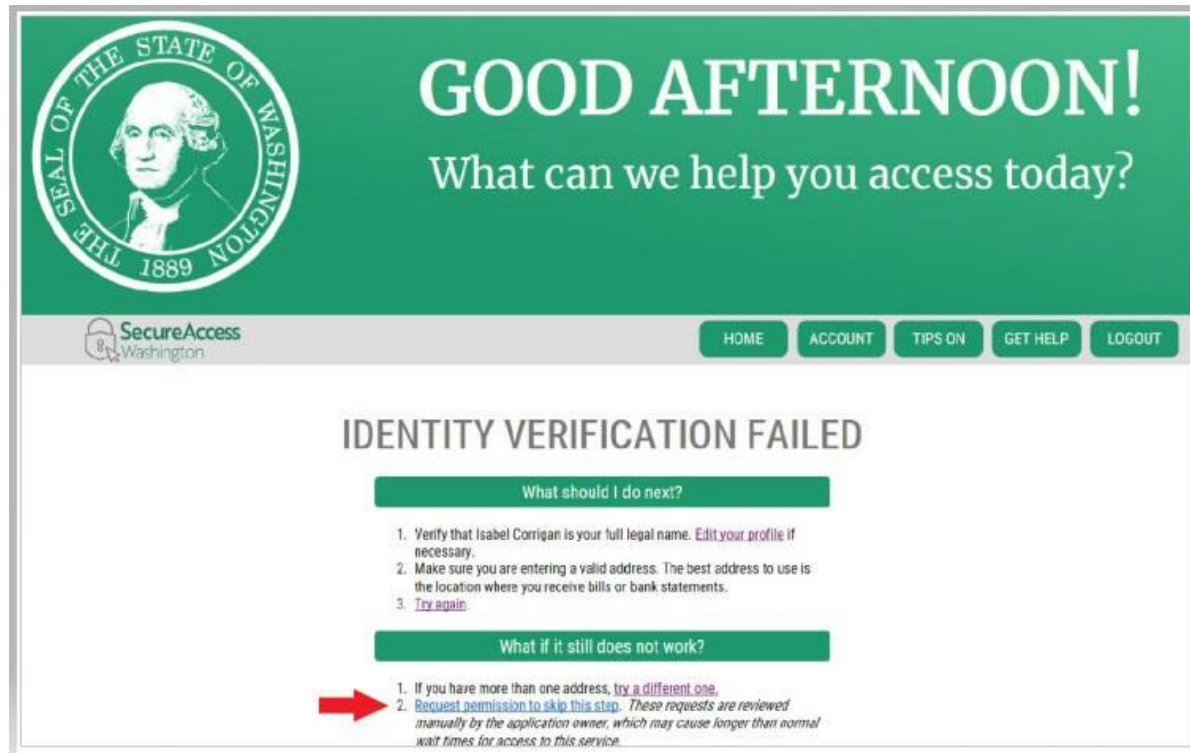 THE SEAL OF THE STATE OF WASHINGTON
1889
GOOD AFTERNOON!
What can we help you access today?
SecureAccess
Washington
HOME
ACCOUNT
TIPS ON
GET HELP
LOGOUT
IDENTITY VERIFICATION FAILED
What should I do next?
1. Verify that Isabel Corrigan is your full legal name. Edit your profile if
necessary.
2. Make sure you are entering a valid address. The best address to use is
the location where you receive bills or bank statements.
3. Try again.
What if it still does not work?
1. If you have more than one address, try a different one.
2. Request permission to skip this step. These requests are reviewed
manually by the application owner, which may cause longer than normal
wait times for access to this service.